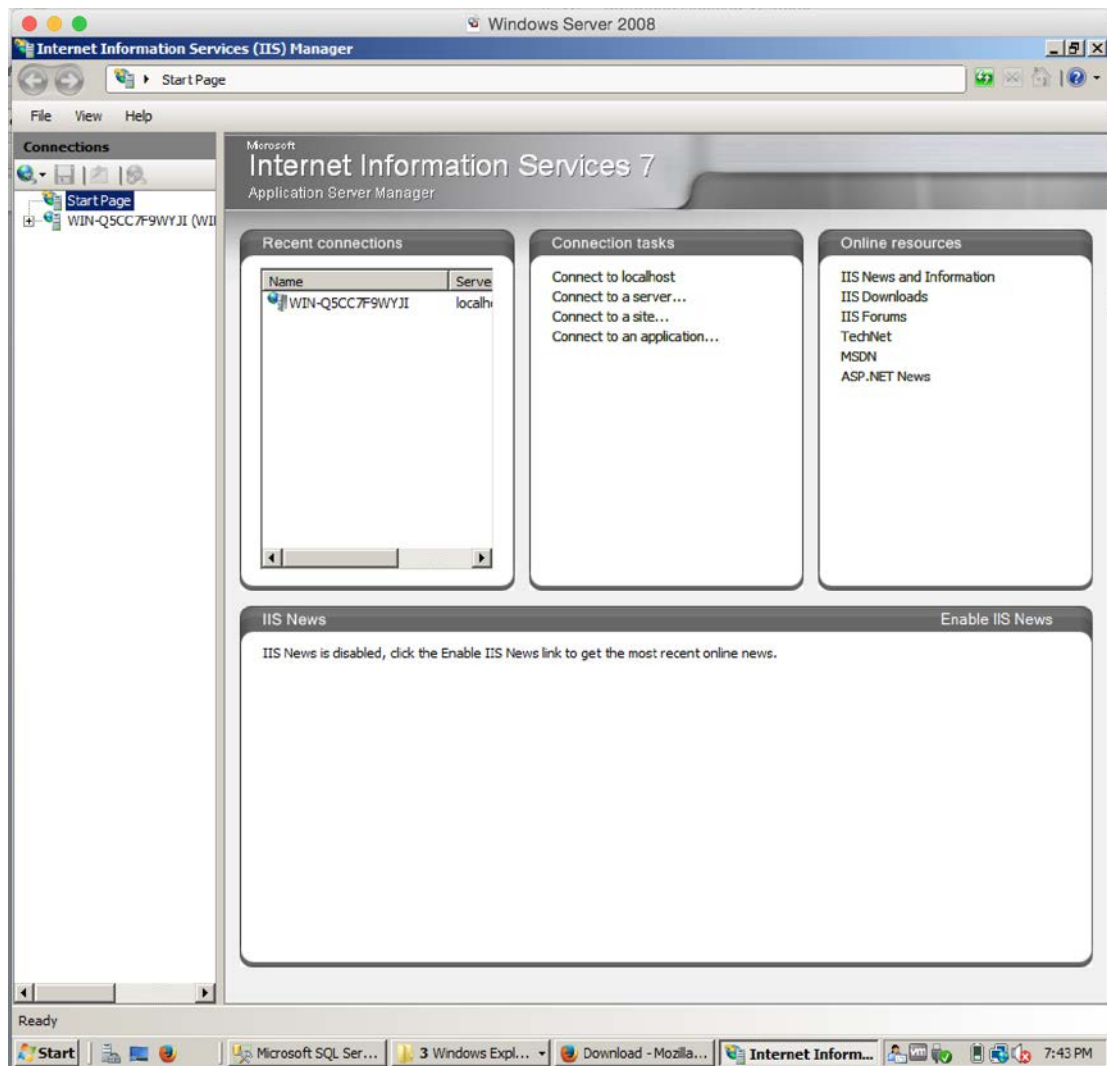 Windows Server 2008
Internet Information Services (IIS) Manager
Start Page
File View Help
Connections
Start Page
WIN-Q5CC7F9WYJI (WI
Microsoft
Internet Information Services 7
Application Server Manager
Recent connections
Name Serve
WIN-Q5CC7F9WYJI localh
Connection tasks
Connect to localhost
Connect to a server...
Connect to a site...
Connect to an application...
Online resources
IIS News and Information
IIS Downloads
IIS Forums
TechNet
MSDN
ASP.NET News
IIS News Enable IIS News
IIS News is disabled, click the Enable IIS News link to get the most recent online news.
Ready
Start Microsoft SQL Ser... 3 Windows Expl... Download - Mozilla... Internet Inform... 7:43 PM